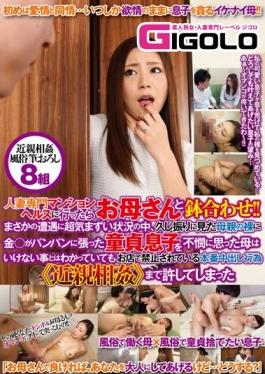 初めは愛情と同情…いつしか欲情のまま、息子を貪るイケナイ母!!
素人熟女・人妻専門レーベル ジゴロ
GIGOLO
近親相姦
風俗筆おろし
8組
人妻専門マンション
ヘルスに行ったらお母さんと鉢合わせ!!
まさかの遭遇で超気まずい状況の中、久し振りに見た母親の裸に
金○がパンパンに張った童貞息子を不憫に思った母は
いけない事とはわかっていてもお店で禁止されている本番中出し行為
《近親相姦》まで許してしまった
風俗で働く母×風俗で童貞捨てたい息子
「お母さんで良ければ、あなたを大人にしてあげるけど…どうする?」